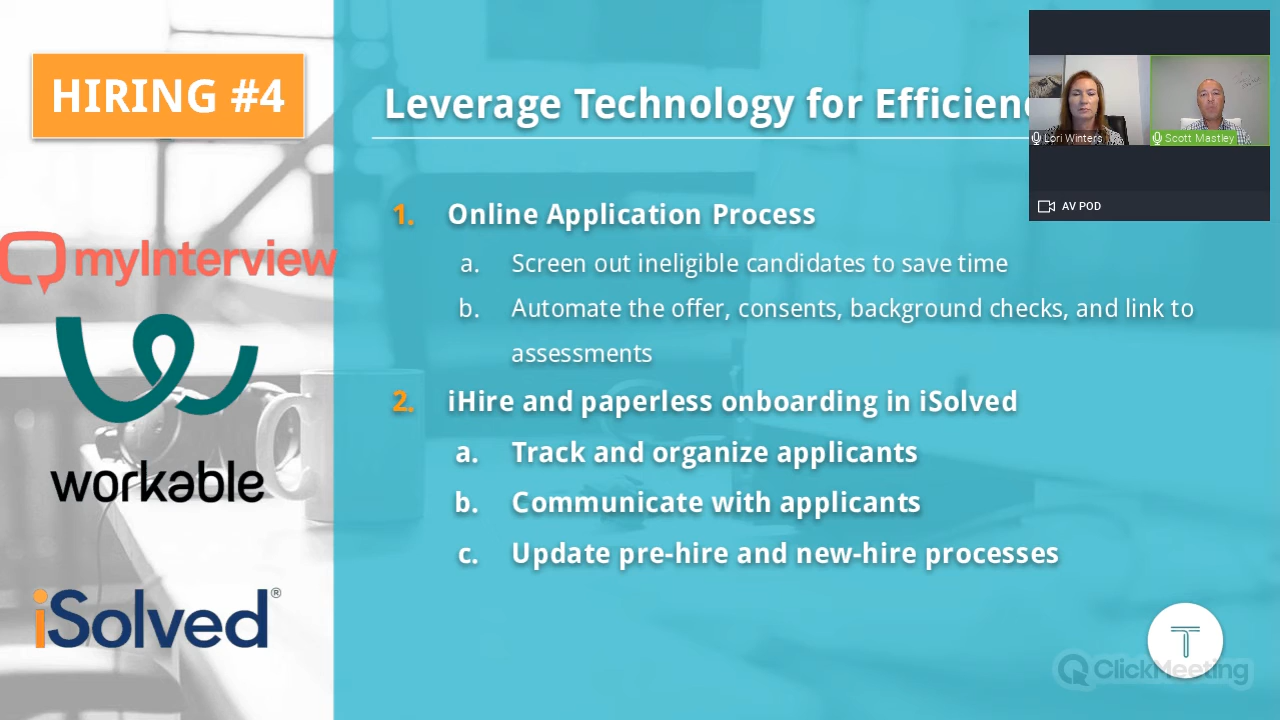 HIRING #4
Leverage Technology for Efficienc
myInterview
workable
iSolved®
1. Online Application Process
a. Screen out ineligible candidates to save time
b. Automate the offer, consents, background checks, and link to
assessments
2. iHire and paperless onboarding in iSolved
a. Track and organize applicants
b. Communicate with applicants
c. Update pre-hire and new-hire processes
Lori Winters
Scott Mastley
AV POD
T
ClickMeeting